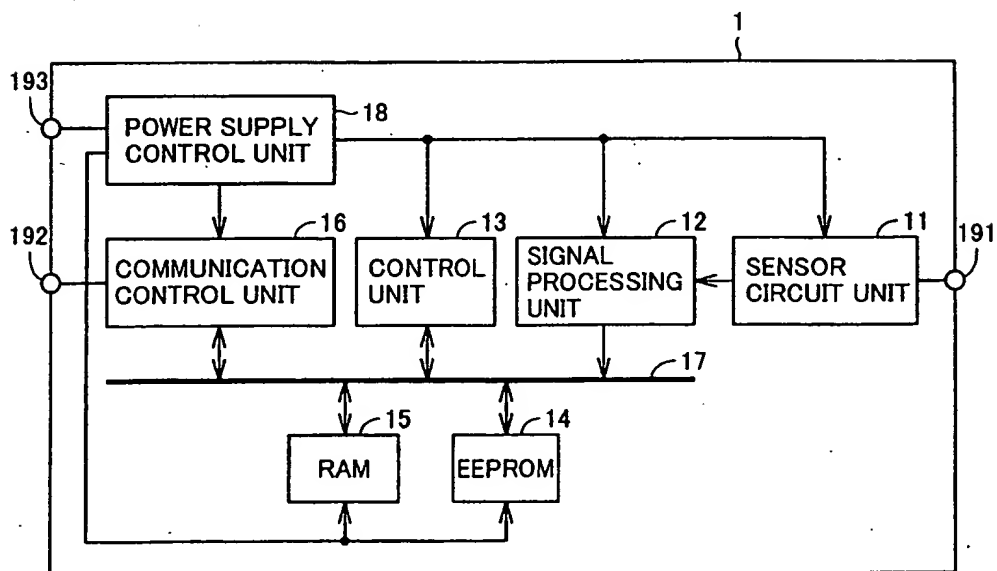 1
193
18
POWER SUPPLY
CONTROL UNIT
192
16
COMMUNICATION
CONTROL UNIT
13
CONTROL
UNIT
12
SIGNAL
PROCESSING
UNIT
11
SENSOR
CIRCUIT UNIT
191
17
15
RAM
14
EEPROM